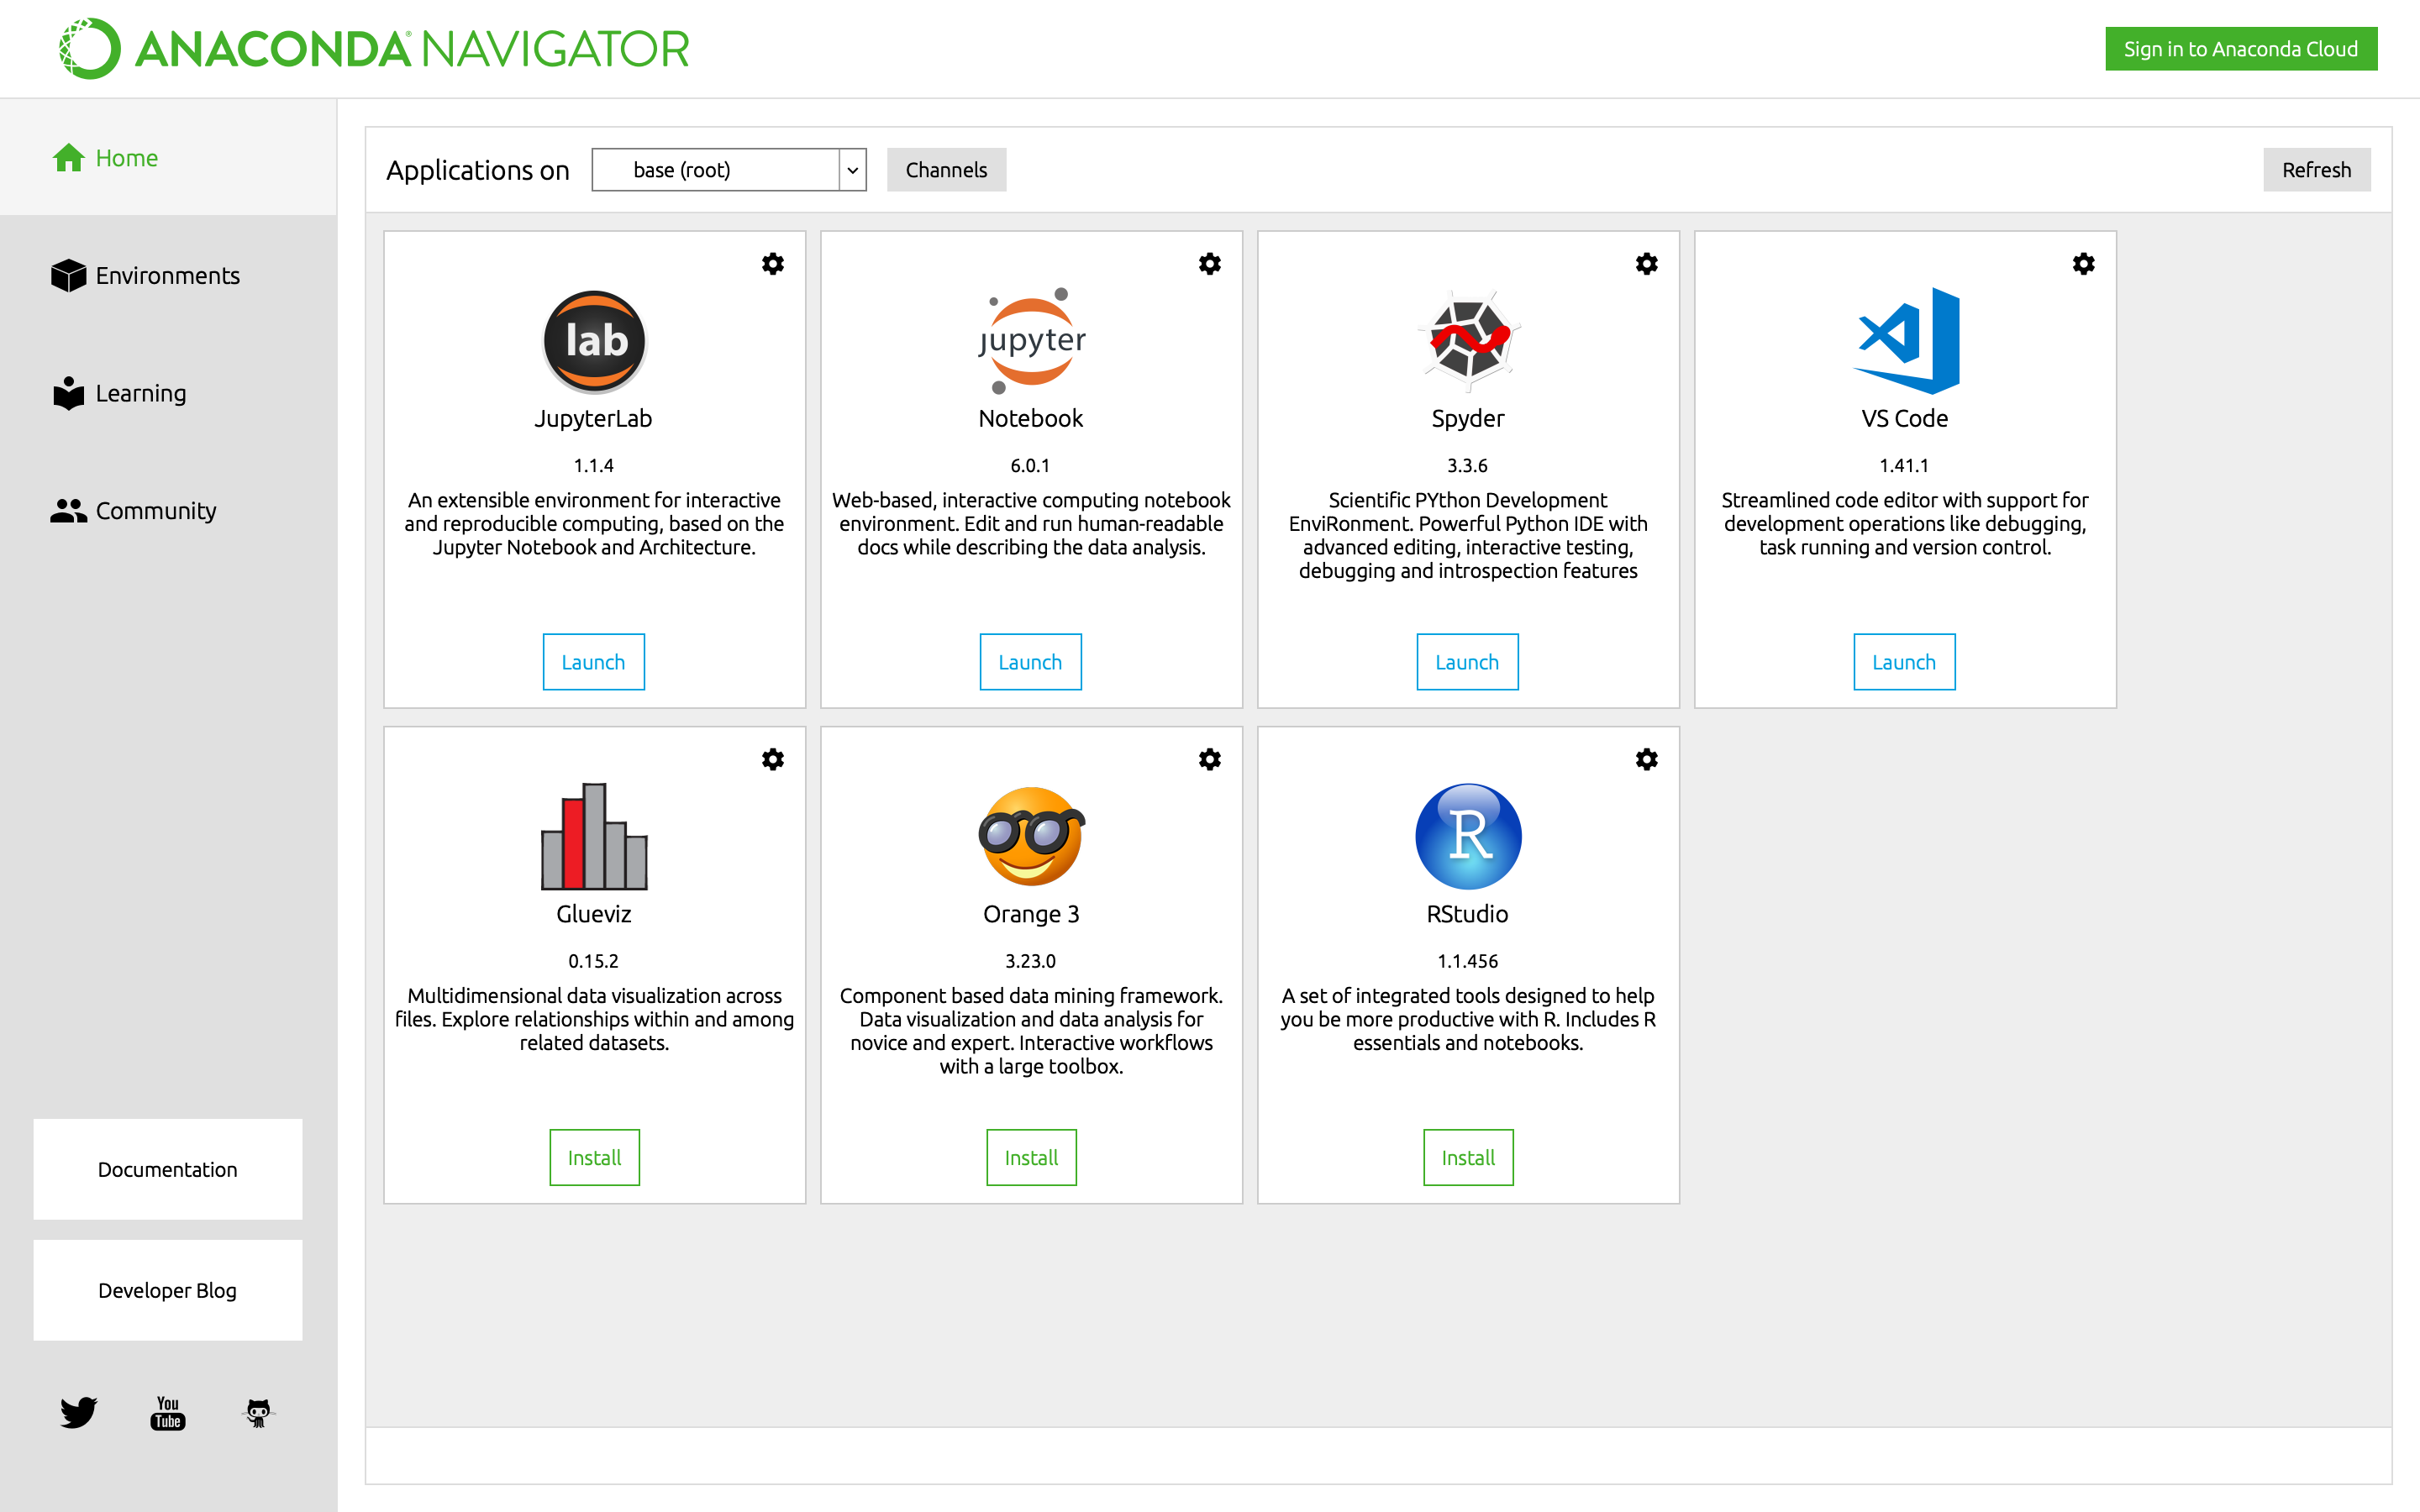 ANACONDA® NAVIGATOR
Sign in to Anaconda Cloud
Home
Environments
Learning
Community
Documentation
Developer Blog
You
Tube
Applications on
base (root)
Channels
Refresh
lab
JupyterLab
1.1.4
An extensible environment for interactive
and reproducible computing, based on the
Jupyter Notebook and Architecture.
Launch
jupyter
Notebook
6.0.1
Web-based, interactive computing notebook
environment. Edit and run human-readable
docs while describing the data analysis.
Launch
Spyder
3.3.6
Scientific PYthon Development
EnviRonment. Powerful Python IDE with
advanced editing, interactive testing,
debugging and introspection features
Launch
VS Code
1.41.1
Streamlined code editor with support for
development operations like debugging,
task running and version control.
Launch
Glueviz
0.15.2
Multidimensional data visualization across
files. Explore relationships within and among
related datasets.
Install
Orange 3
3.23.0
Component based data mining framework.
Data visualization and data analysis for
novice and expert. Interactive workflows
with a large toolbox.
Install
R
RStudio
1.1.456
A set of integrated tools designed to help
you be more productive with R. Includes R
essentials and notebooks.
Install